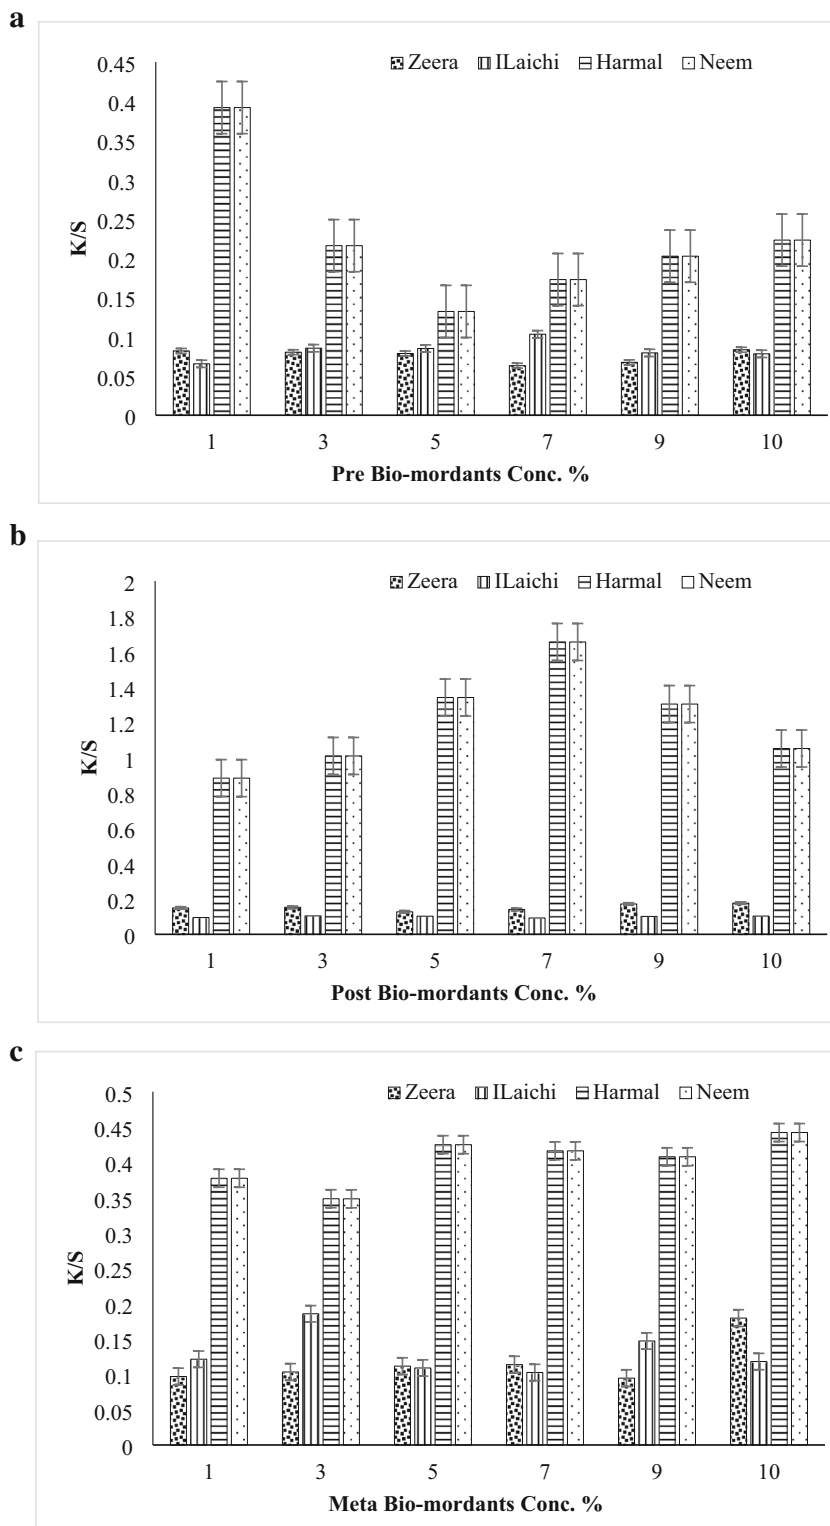 a
Zeera ILaichi Harmal Neem
0.45
0.4
0.35
0.3
0.25
0.2
0.15
0.1
0.05
0
K/S
1 3 5 7 9 10
Pre Bio-mordants Conc. %
b
Zeera ILaichi Harmal Neem
2
1.8
1.6
1.4
1.2
1
0.8
0.6
0.4
0.2
0
K/S
1 3 5 7 9 10
Post Bio-mordants Conc. %
c
Zeera ILaichi Harmal Neem
0.5
0.45
0.4
0.35
0.3
0.25
0.2
0.15
0.1
0.05
0
K/S
1 3 5 7 9 10
Meta Bio-mordants Conc. %